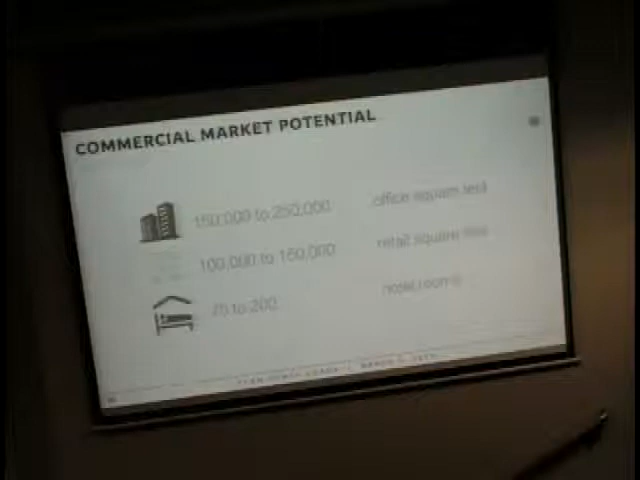 COMMERCIAL MARKET POTENTIAL
150,000 to 250,000 office square feet
100,000 to 150,000 retail square feet
to 200 hotel rooms